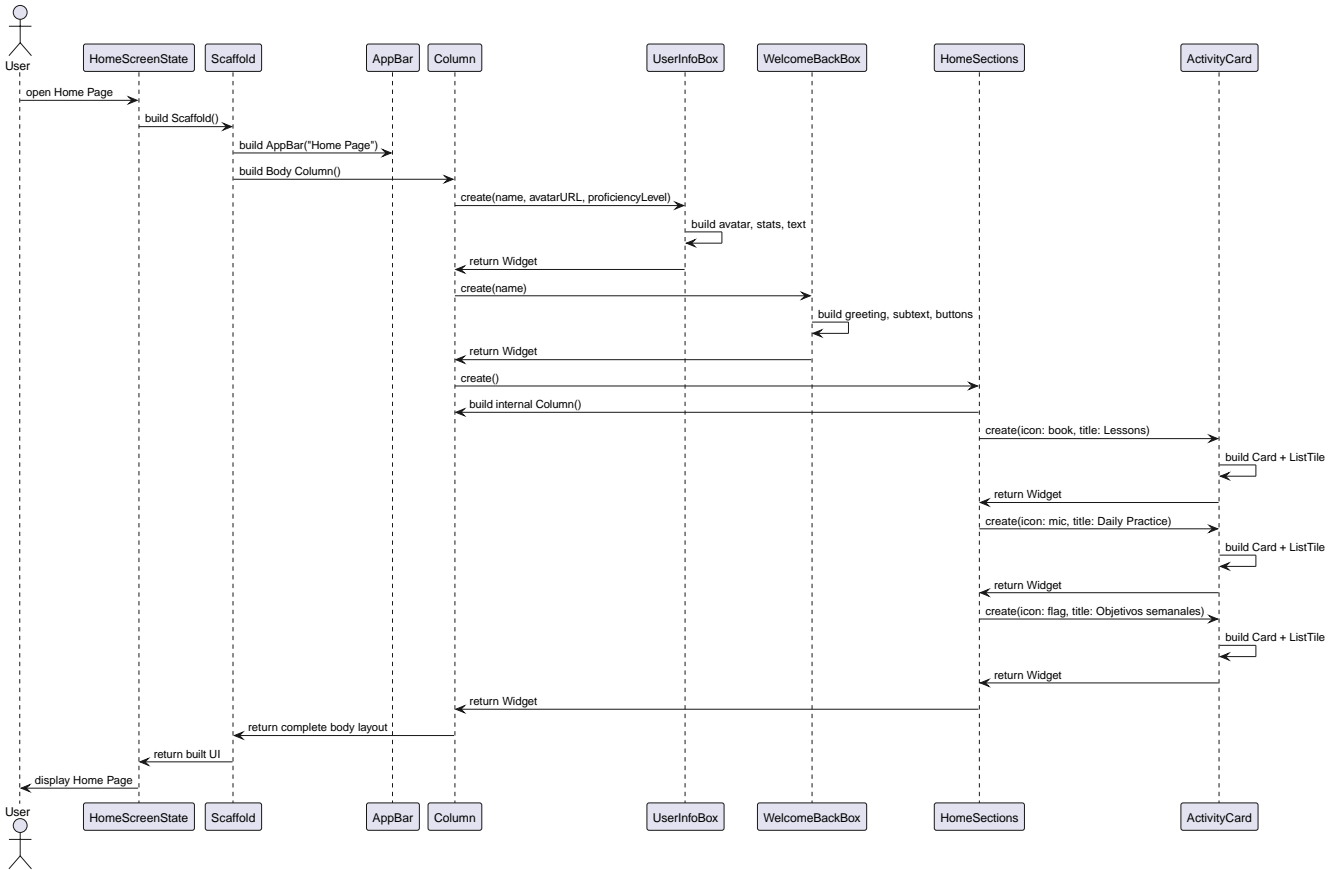 User
HomeScreenState
Scaffold
AppBar
Column
UserInfoBox
WelcomeBackBox
HomeSections
ActivityCard
open Home Page
build Scaffold()
build AppBar("Home Page")
build Body Column()
create(name, avatarURL, proficiencyLevel)
build avatar, stats, text
return Widget
create(name)
build greeting, subtext, buttons
return Widget
create()
build internal Column()
create(icon: book, title: Lessons)
build Card + ListTile
return Widget
create(icon: mic, title: Daily Practice)
build Card + ListTile
return Widget
create(icon: flag, title: Objetivos semanales)
build Card + ListTile
return Widget
return Widget
return complete body layout
return built UI
display Home Page
User
HomeScreenState
Scaffold
AppBar
Column
UserInfoBox
WelcomeBackBox
HomeSections
ActivityCard